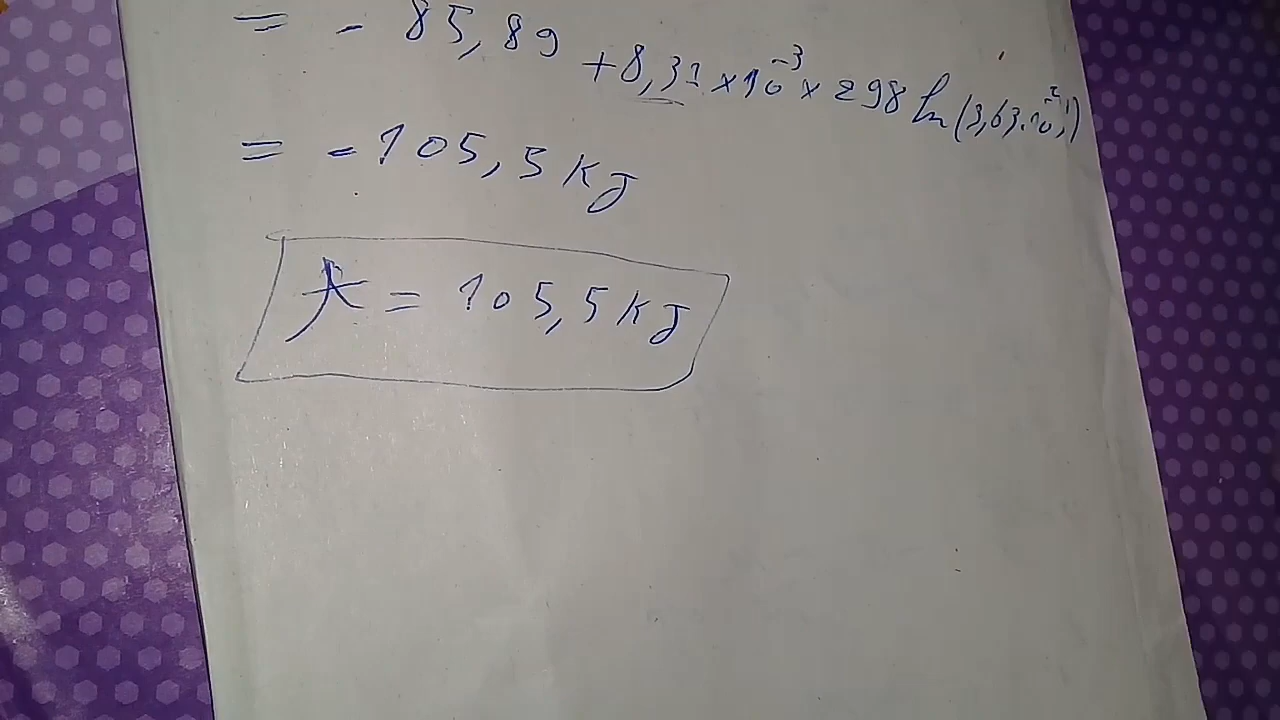 = - 85,89 + 8,31 × 10⁻³ × 298 ln (3,63.10⁻²
= - 105,5 KJ
A = 105,5 KJ